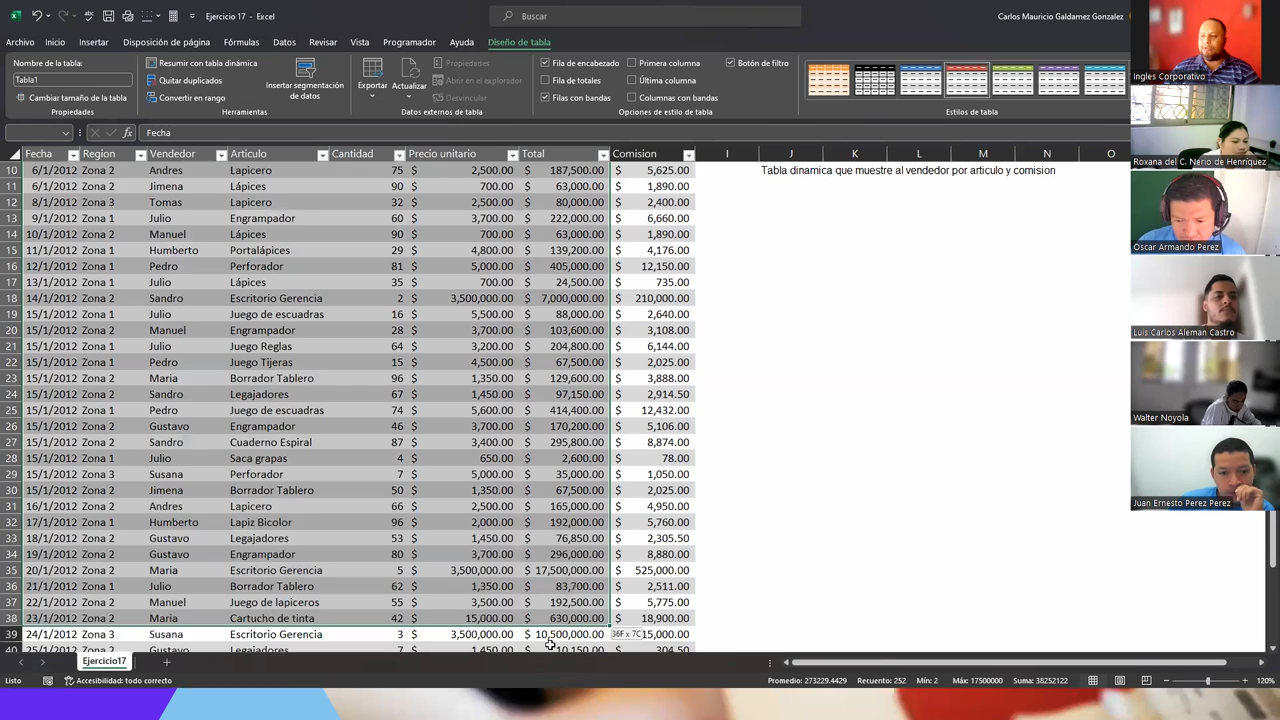 Ejercicio 17 - Excel
Buscar
Carlos Mauricio Galdamez Gonzalez
Archivo Inicio Insertar Disposición de página Fórmulas Datos Revisar Vista Programador Ayuda Diseño de tabla
Nombre de la tabla:
Tabla1
Cambiar tamaño de la tabla
Propiedades
Resumir con tabla dinámica
Quitar duplicados
Convertir en rango
Insertar segmentación de datos
Herramientas
Exportar
Actualizar
Propiedades
Abrir en el explorador
Datos externos de tabla
Fila de encabezado
Fila de totales
Filas con bandas
Primera columna
Última columna
Columnas con bandas
Botón de filtro
Opciones de estilo de tabla
Estilos de tabla
fx Fecha
Fecha Region Vendedor Articulo Cantidad Precio unitario Total Comision I J K L M N O
10 6/1/2012 Zona 2 Andres Lapicero 75 $ 2,500.00 $ 187,500.00 $ 5,625.00 Tabla dinamica que muestre al vendedor por articulo y comision
11 6/1/2012 Zona 2 Jimena Lápices 90 $ 700.00 $ 63,000.00 $ 1,890.00
12 8/1/2012 Zona 3 Tomas Lapicero 32 $ 2,500.00 $ 80,000.00 $ 2,400.00
13 9/1/2012 Zona 1 Julio Engrampador 60 $ 3,700.00 $ 222,000.00 $ 6,660.00
14 10/1/2012 Zona 2 Manuel Lápices 90 $ 700.00 $ 63,000.00 $ 1,890.00
15 11/1/2012 Zona 1 Humberto Portalápices 29 $ 4,800.00 $ 139,200.00 $ 4,176.00
16 12/1/2012 Zona 1 Pedro Perforador 81 $ 5,000.00 $ 405,000.00 $ 12,150.00
17 13/1/2012 Zona 1 Julio Lápices 35 $ 700.00 $ 24,500.00 $ 735.00
18 14/1/2012 Zona 2 Sandro Escritorio Gerencia 2 $ 3,500,000.00 $ 7,000,000.00 $ 210,000.00
19 15/1/2012 Zona 1 Julio Juego de escuadras 16 $ 5,500.00 $ 88,000.00 $ 2,640.00
20 15/1/2012 Zona 2 Manuel Engrampador 28 $ 3,700.00 $ 103,600.00 $ 3,108.00
21 15/1/2012 Zona 1 Julio Juego Reglas 64 $ 3,200.00 $ 204,800.00 $ 6,144.00
22 15/1/2012 Zona 1 Pedro Juego Tijeras 15 $ 4,500.00 $ 67,500.00 $ 2,025.00
23 15/1/2012 Zona 2 Maria Borrador Tablero 96 $ 1,350.00 $ 129,600.00 $ 3,888.00
24 15/1/2012 Zona 2 Sandro Legajadores 67 $ 1,450.00 $ 97,150.00 $ 2,914.50
25 15/1/2012 Zona 1 Pedro Juego de escuadras 74 $ 5,600.00 $ 414,400.00 $ 12,432.00
26 15/1/2012 Zona 2 Gustavo Engrampador 46 $ 3,700.00 $ 170,200.00 $ 5,106.00
27 15/1/2012 Zona 2 Sandro Cuaderno Espiral 87 $ 3,400.00 $ 295,800.00 $ 8,874.00
28 15/1/2012 Zona 1 Julio Saca grapas 4 $ 650.00 $ 2,600.00 $ 78.00
29 15/1/2012 Zona 3 Susana Perforador 7 $ 5,000.00 $ 35,000.00 $ 1,050.00
30 15/1/2012 Zona 2 Jimena Borrador Tablero 50 $ 1,350.00 $ 67,500.00 $ 2,025.00
31 16/1/2012 Zona 2 Andres Lapicero 66 $ 2,500.00 $ 165,000.00 $ 4,950.00
32 17/1/2012 Zona 1 Humberto Lapiz Bicolor 96 $ 2,000.00 $ 192,000.00 $ 5,760.00
33 18/1/2012 Zona 2 Gustavo Legajadores 53 $ 1,450.00 $ 76,850.00 $ 2,305.50
34 19/1/2012 Zona 2 Gustavo Engrampador 80 $ 3,700.00 $ 296,000.00 $ 8,880.00
35 20/1/2012 Zona 2 Maria Escritorio Gerencia 5 $ 3,500,000.00 $ 17,500,000.00 $ 525,000.00
36 21/1/2012 Zona 1 Julio Borrador Tablero 62 $ 1,350.00 $ 83,700.00 $ 2,511.00
37 22/1/2012 Zona 2 Manuel Juego de lapiceros 55 $ 3,500.00 $ 192,500.00 $ 5,775.00
38 23/1/2012 Zona 2 Maria Cartucho de tinta 42 $ 15,000.00 $ 630,000.00 $ 18,900.00
39 24/1/2012 Zona 3 Susana Escritorio Gerencia 3 $ 3,500,000.00 $ 10,500,000.00 36F x 7C 15,000.00
40 25/1/2012 Zona 2 Gustavo Legajadores 7 $ 1,450.00 $ 10,150.00 $ 304.50
Ejercicio17
Listo
Accesibilidad: todo correcto
Promedio: 273229.4429 Recuento: 252 Mín: 2 Máx: 17500000 Suma: 38252122
120%
Ingles Corporativo
Roxana del C. Nerio de Henríquez
Oscar Armando Perez
Luis Carlos Aleman Castro
Walter Noyola
Juan Ernesto Perez Perez